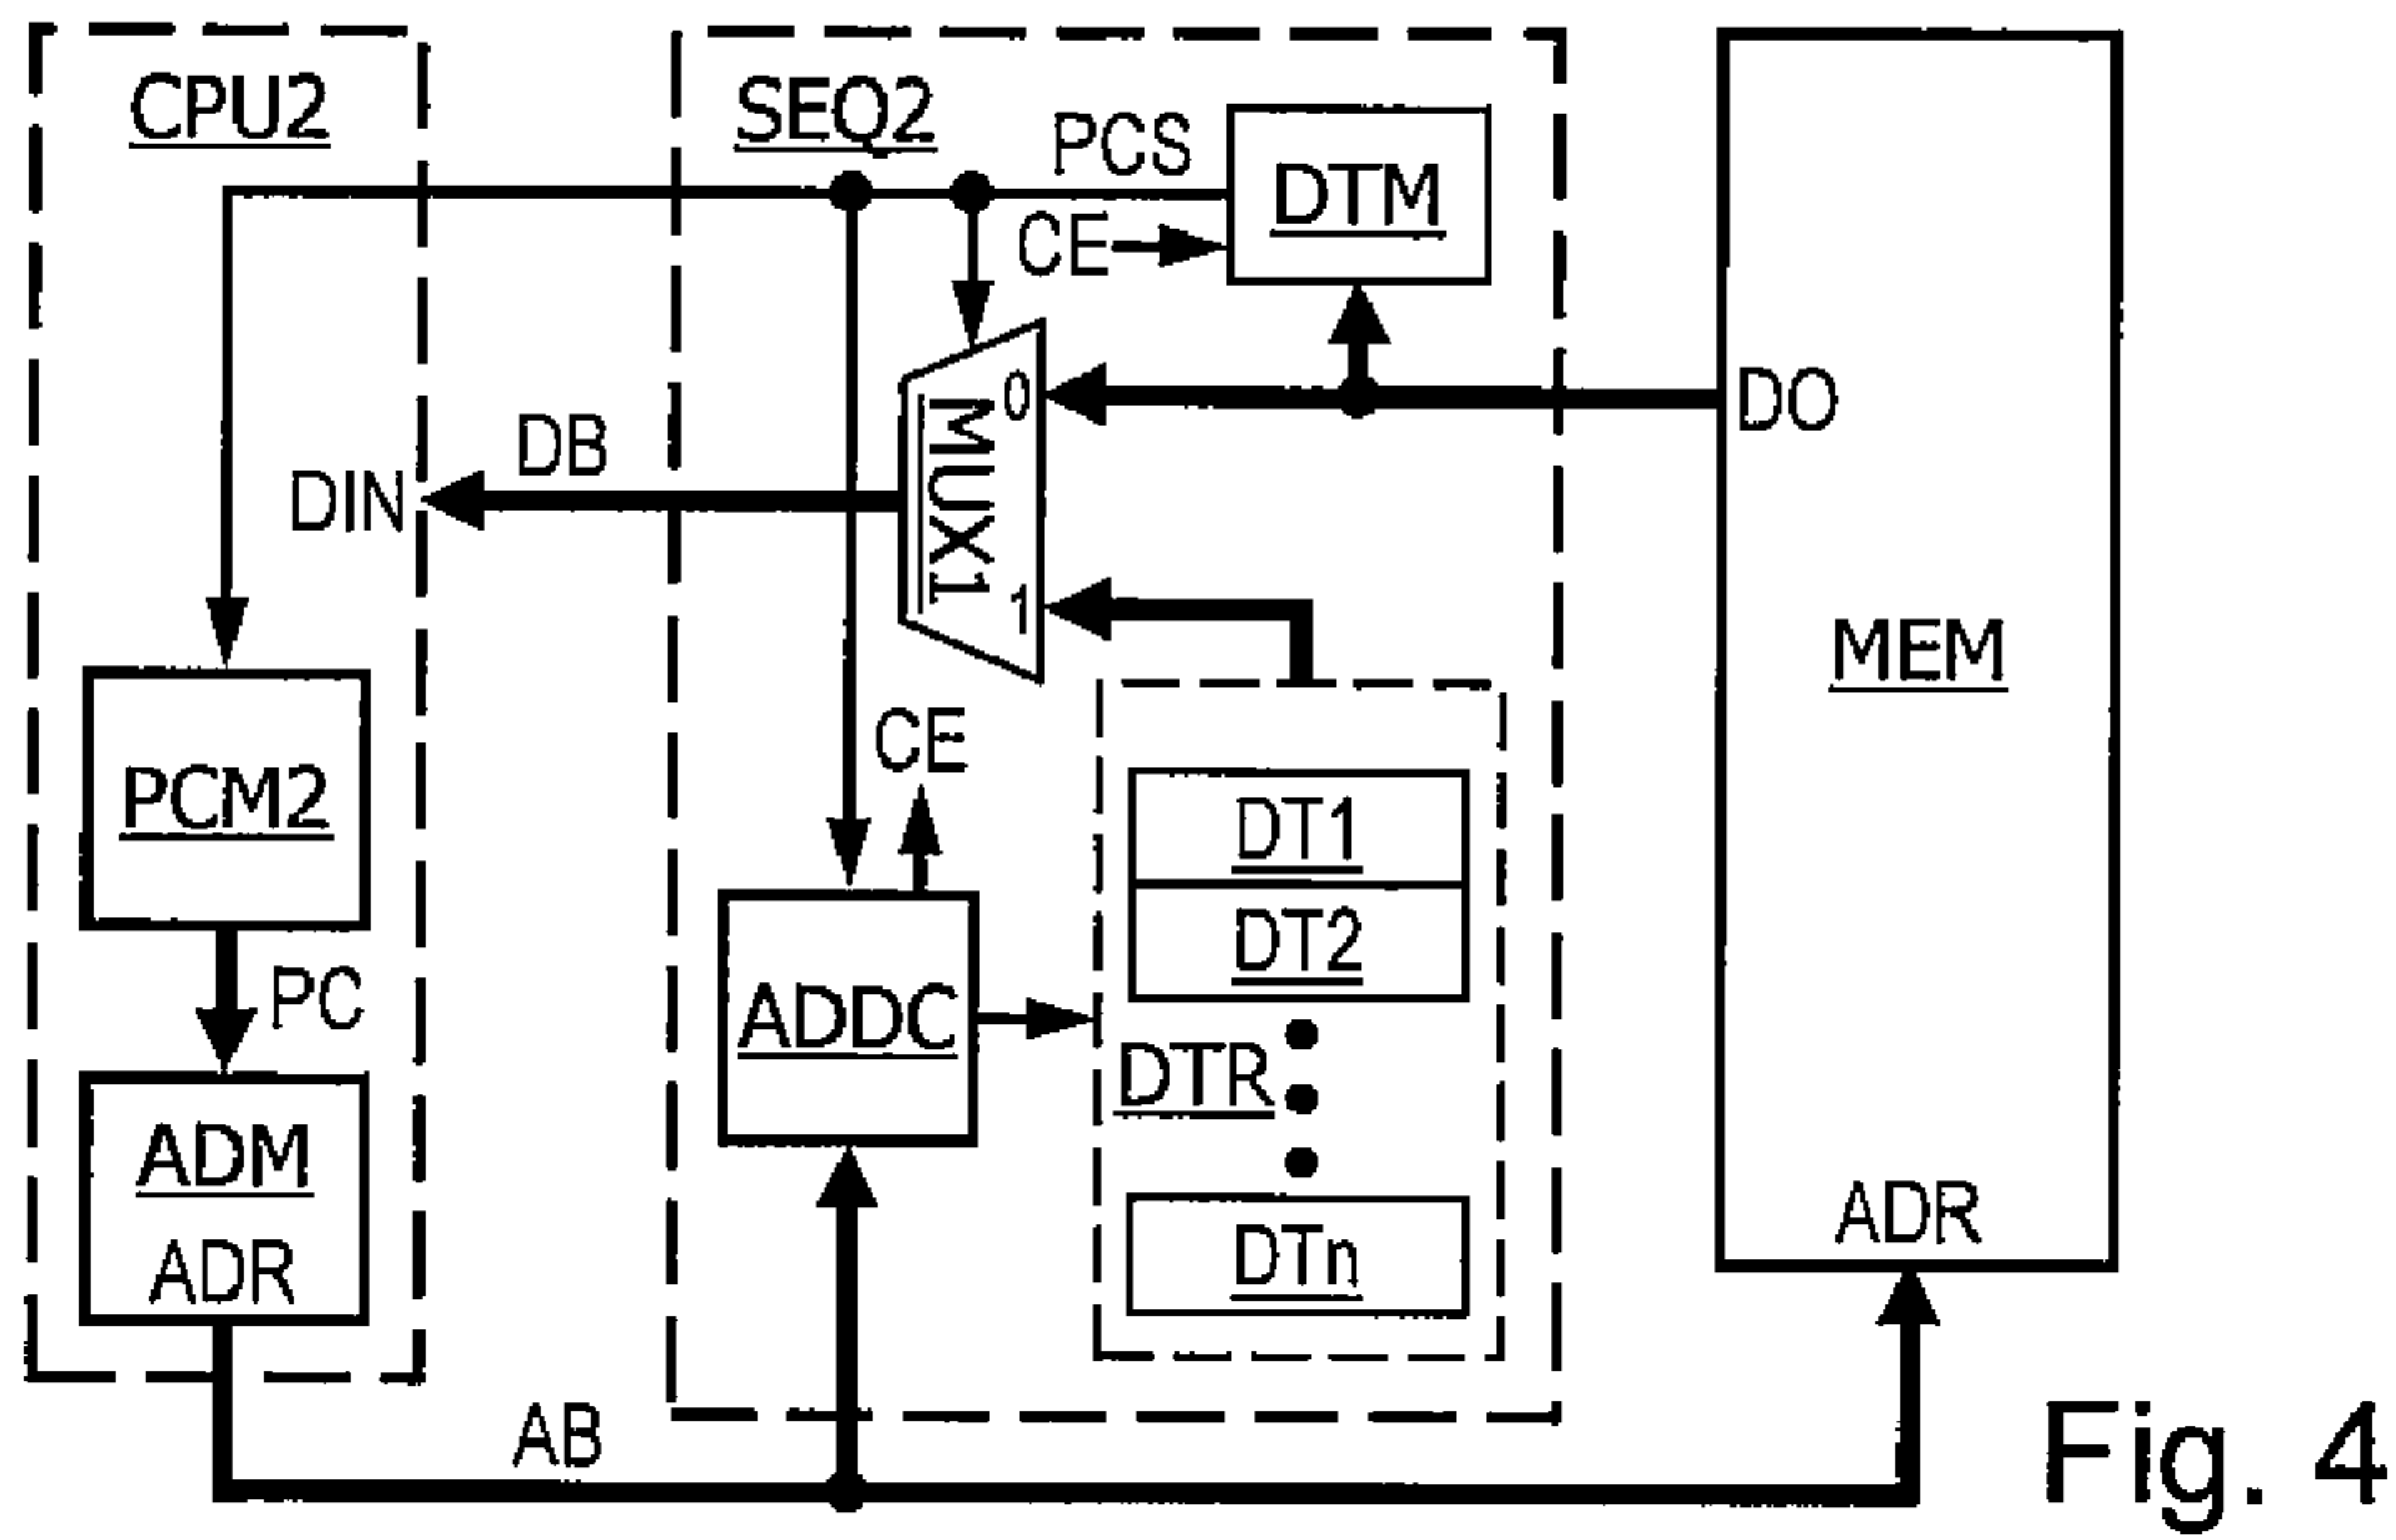 CPU2
SEQ2
PCS
DTM
CE
DO
0
MUX1
DB
DIN
1
MEM
CE
PCM2
DT1
DT2
PC
ADDC
DTR
ADM
ADR
DTn
ADR
AB
Fig. 4